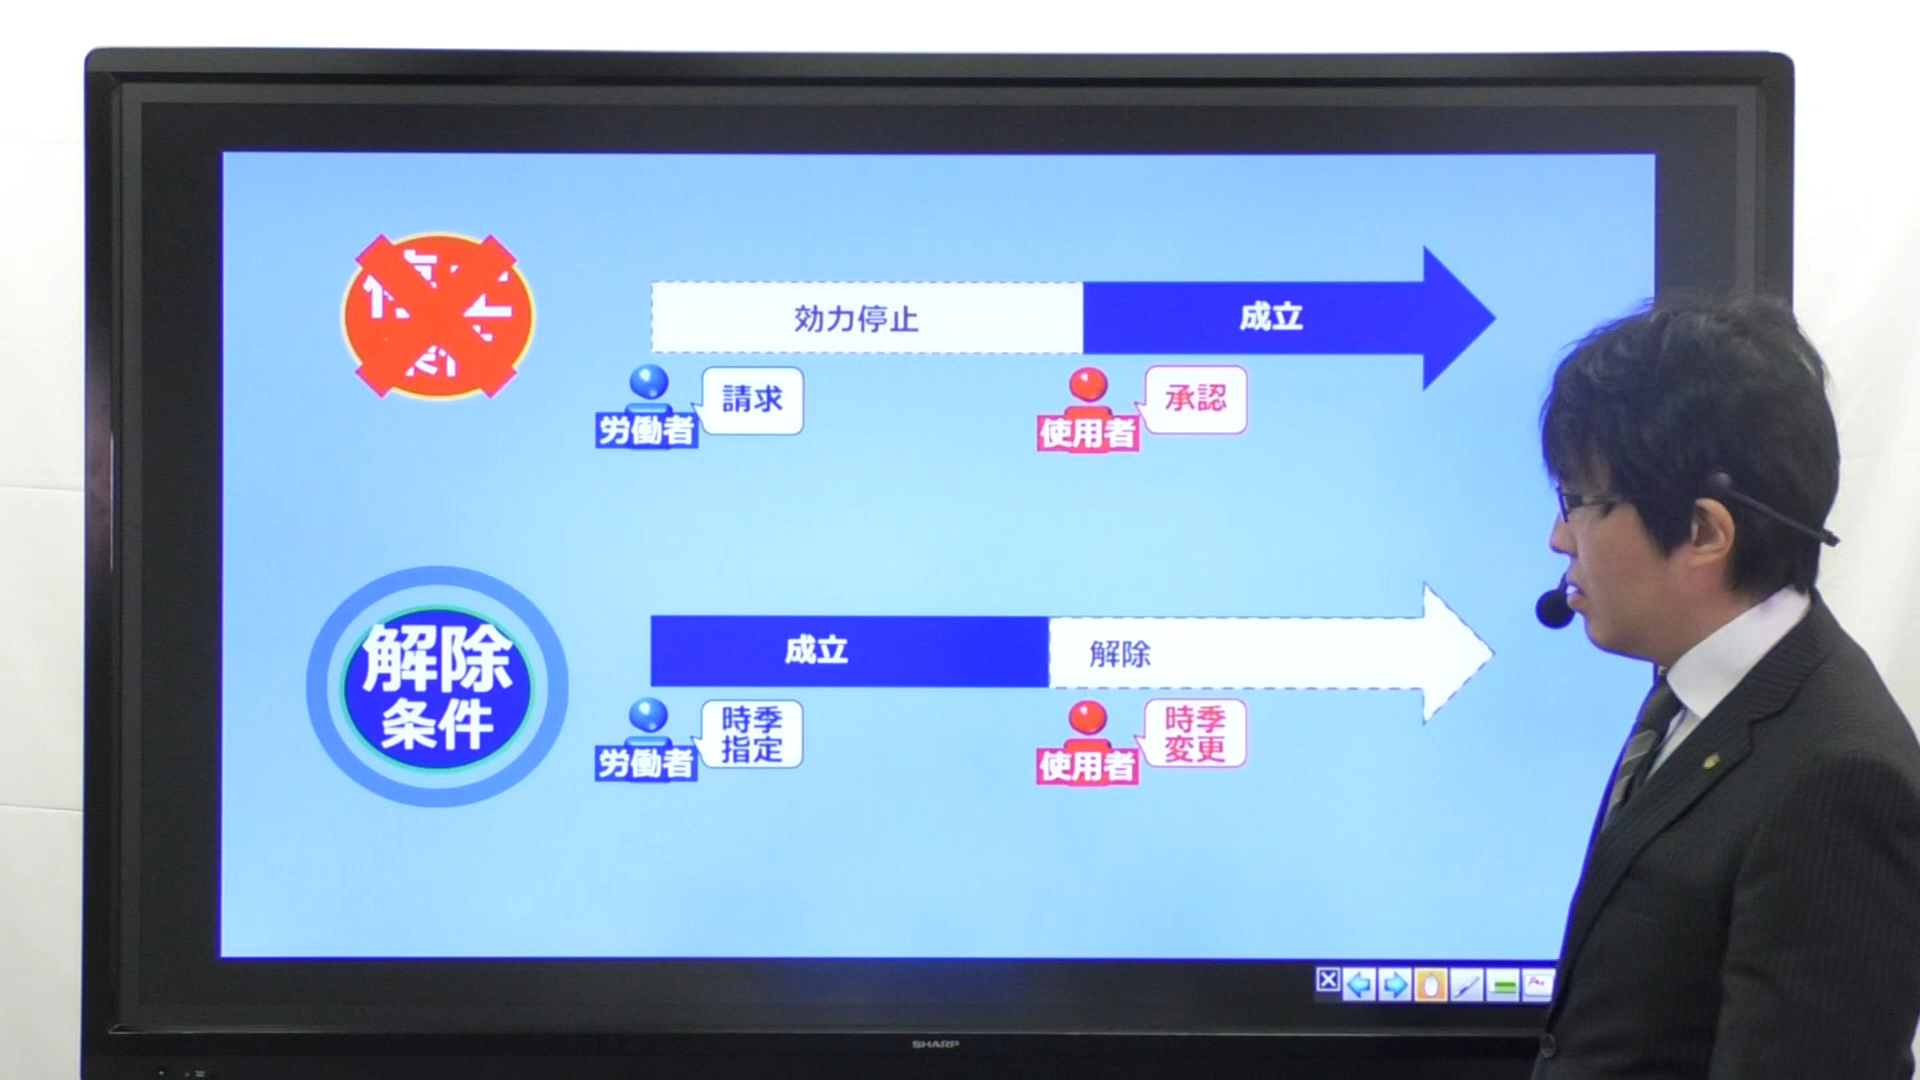 効力停止
成立
労働者
請求
使用者
承認
解除
条件
成立
解除
労働者
時季
指定
使用者
時季
変更
SHARP